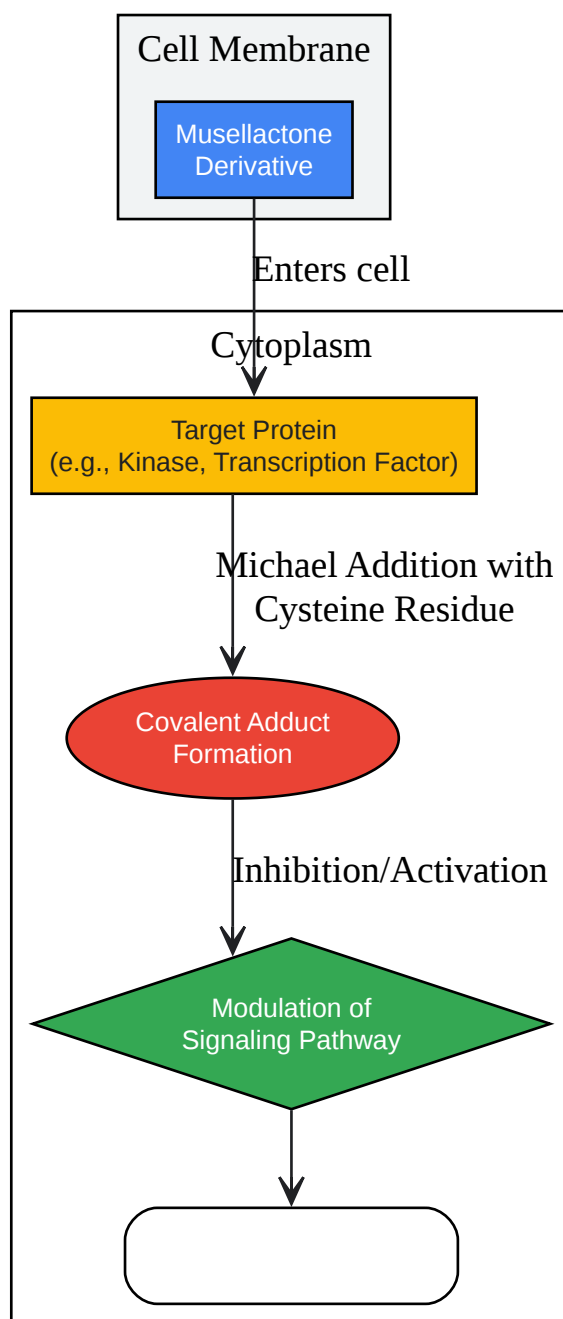 Cell Membrane
Musellactone
Derivative
Enters cell
Cytoplasm
Target Protein
(e.g., Kinase, Transcription Factor)
Michael Addition with
Cysteine Residue
Covalent Adduct
Formation
Inhibition/Activation
Modulation of
Signaling Pathway